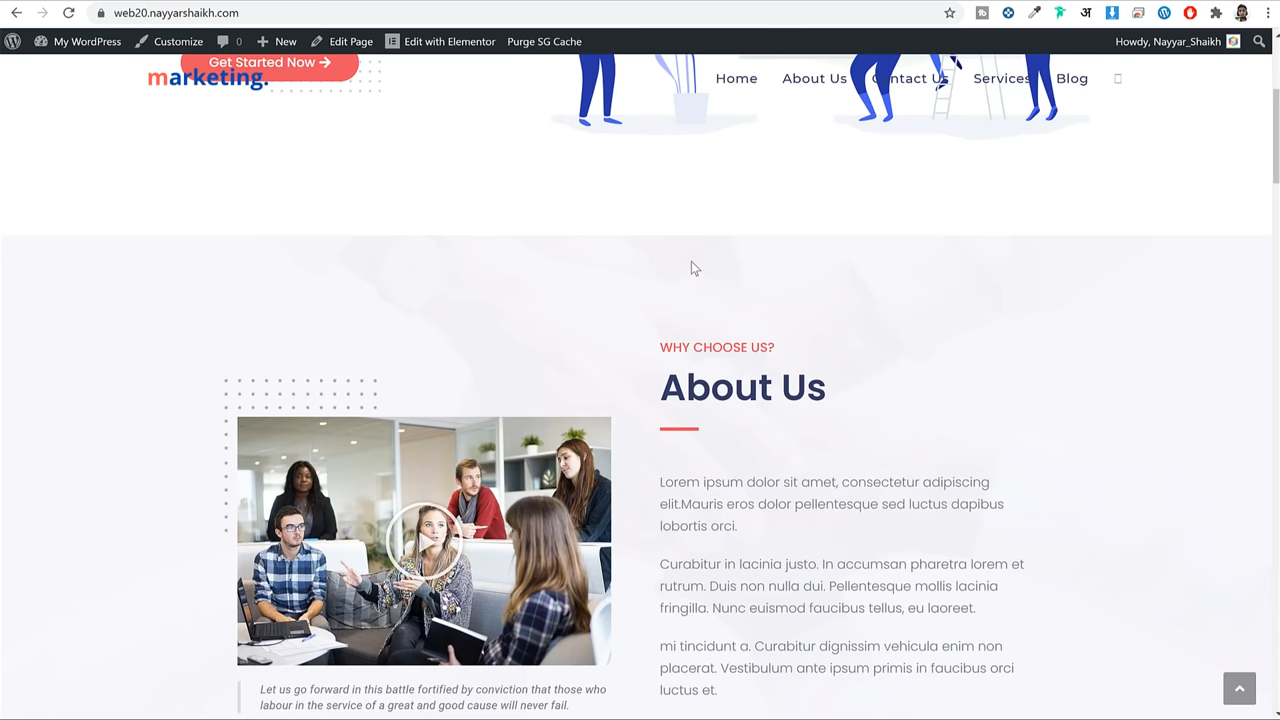 web20.nayyarshaikh.com
My WordPress Customize 0 New Edit Page Edit with Elementor Purge SG Cache Howdy, Nayyar_Shaikh
Get Started Now →
marketing.
Home About Us Contact Us Services Blog
WHY CHOOSE US?
About Us
Lorem ipsum dolor sit amet, consectetur adipiscing
elit.Mauris eros dolor pellentesque sed luctus dapibus
lobortis orci.
Curabitur in lacinia justo. In accumsan pharetra lorem et
rutrum. Duis non nulla dui. Pellentesque mollis lacinia
fringilla. Nunc euismod faucibus tellus, eu laoreet.
mi tincidunt a. Curabitur dignissim vehicula enim non
placerat. Vestibulum ante ipsum primis in faucibus orci
luctus et.
Let us go forward in this battle fortified by conviction that those who
labour in the service of a great and good cause will never fail.